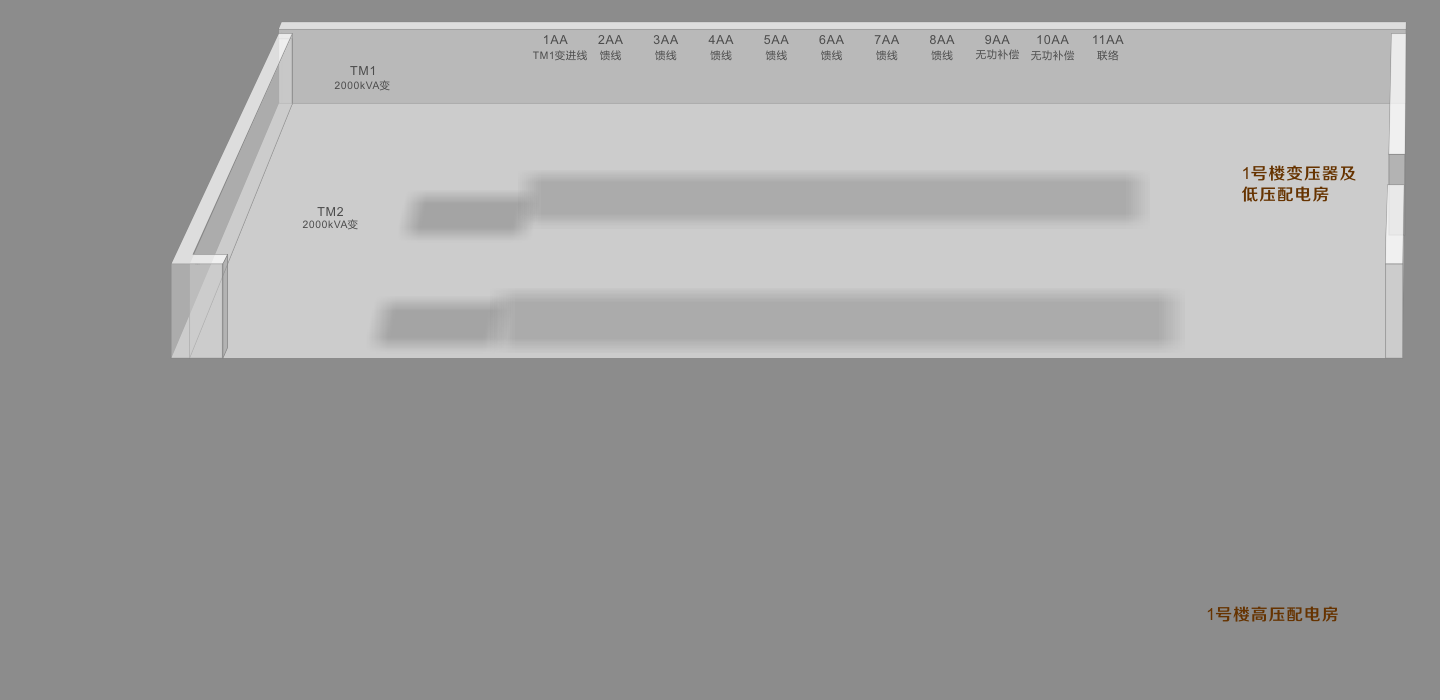 1AA 2AA 3AA 4AA 5AA 6AA 7AA 8AA 9AA 10AA 11AA
TM1变进线 馈线 馈线 馈线 馈线 馈线 馈线 馈线 无功补偿 无功补偿 联络
TM1
2000kVA变
1号楼变压器及
低压配电房
TM2
2000kVA变
1号楼高压配电房